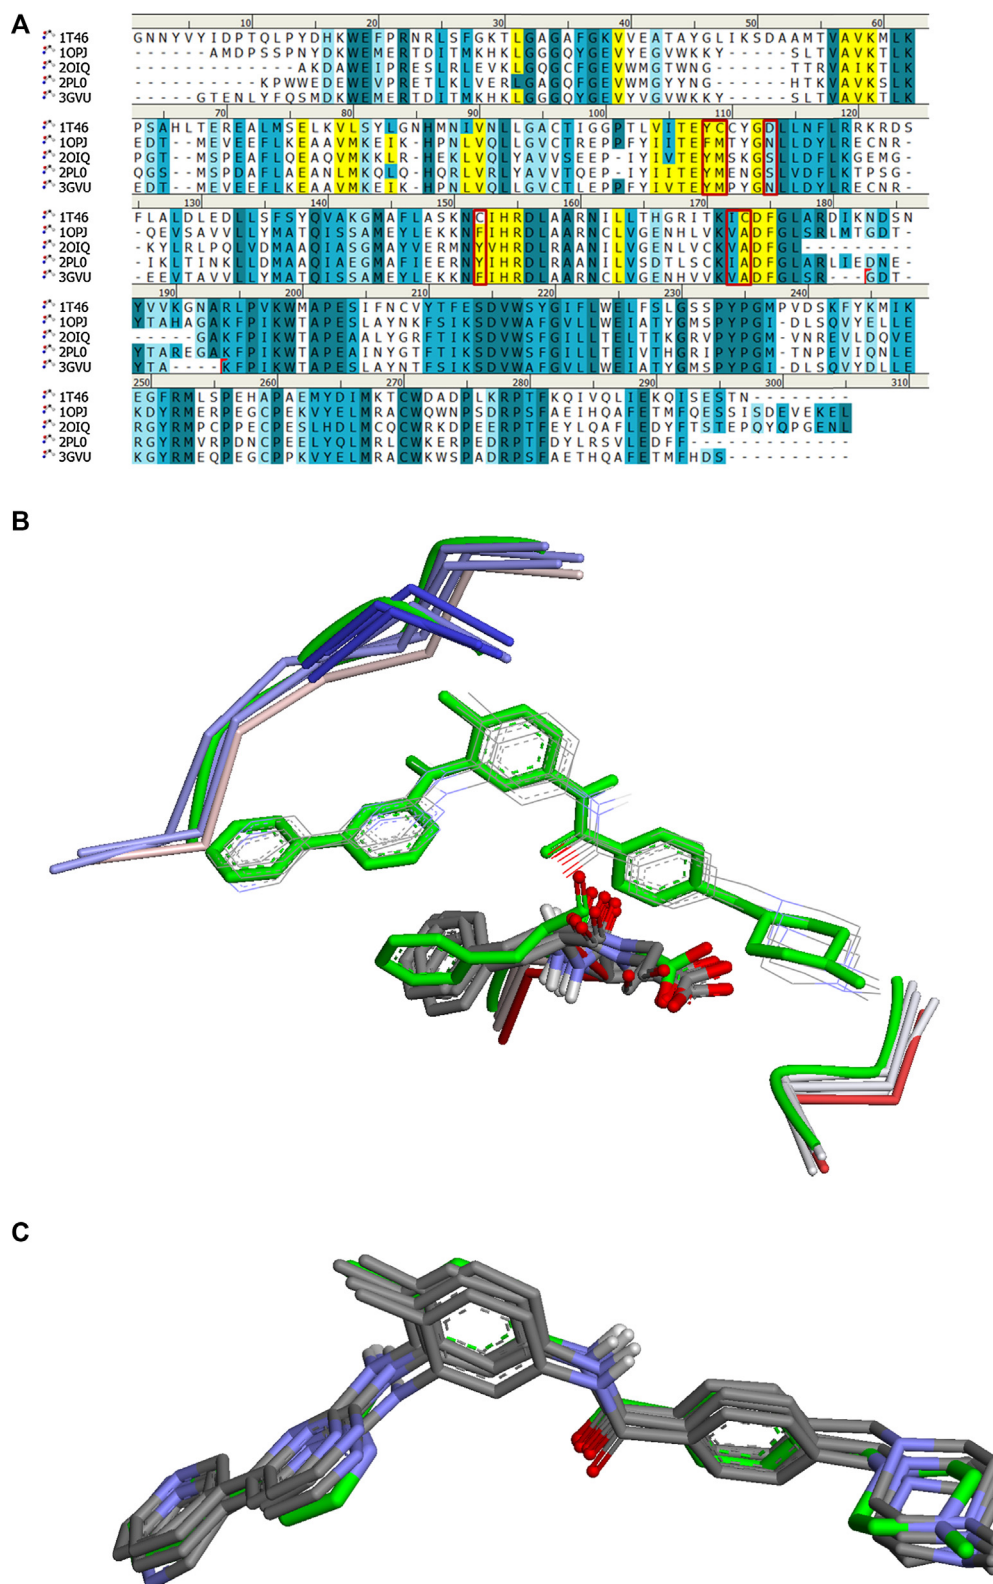 A
10 20 30 40 50 60
1T46 GNNYVYIDPTQLPYDHKWEFPRNRLSFGKTLGAGAFGKVVEATAYGLIKSDAAMTVAVKMLK
1OPJ ------AMDPSSPNYDKWEMERTDITMKHKLGGGQYGEVYEGVWKKY-----SLTVAVKTLK
2OIQ -------------AKDAWEIPRESLRLEVKLGQGCFGEVWMGTWNG------TTRVAIKTLK
2PL0 ----------KPWWEDEWEVPRETLKLVERLGAGQFGEVWMGYYNG------HTKVAVKSLK
3GVU -----GTENLYFQSMDKWEMERTDITMKHKLGGGQYGEVYVGVWKKY-----SLTVAVKTLK
70 80 90 100 110 120
1T46 PSAHLTEREALMSELKVLSYLGNHMNIVNLLGACTIGGPTLVITEYCCYGDLLNFLRRKRDS
1OPJ EDT--MEVEEFLKEAAVMKEIK-HPNLVQLLGVCTREPPFYIITEFMTYGNLLDYLRECNR-
2OIQ PGT--MSPEAFLQEAQVMKKLR-HEKLVQLYAVVSEEP-IYIVTEYMSKGSLLDFLKGEMG-
2PL0 QGS--MSPDAFLAEANLMKQLQ-HQRLVRLYAVVTQEP-IYIITEYMENGSLVDFLKTPSG-
3GVU EDT--MEVEEFLKEAAVMKEIK-HPNLVQLLGVCTLEPPFYIVTEYMPYGNLLDYLRECNR-
130 140 150 160 170 180
1T46 FLALDLEDLLSFSYQVAKGMAFLASKNCIHRDLAARNILLTHGRITKICDFGLARDIKNDSN
1OPJ -QEVSAVVLLYMATQISSAMEYLEKKNFIHRDLAARNCLVGENHLVKVADFGLSRLMTGDT-
2OIQ -KYLRLPQLVDMAAQIASGMAYVERMNYVHRDLRAANILVGENLVCKVADFGL---------
2PL0 -IKLTINKLLDMAAQIAEGMAFIEERNYIHRDLRAANILVSDTLSCKIADFGLARLIEDNE-
3GVU -EEVTAVVLLYMATQISSAMEYLEKKNFIHRDLAARNCLVGENHVVKVADFGLSR---GDT-
190 200 210 220 230 240
1T46 YVVKGNARLPVKWMAPESIFNCVYTFESDVWSYGIFLWELFSLGSSPYPGMPVDSKFYKMIK
1OPJ YTAHAGAKFPIKWTAPESLAYNKFSIKSDVWAFGVLLWEIATYGMSPYPGI-DLSQVYELLE
2OIQ -----GAKFPIKWTAPEAALYGRFTIKSDVWSFGILLTELTTKGRVPYPGM-VNREVLDQVE
2PL0 YTAREGAKFPIKWTAPEAINYGTFTIKSDVWSFGILLTEIVTHGRIPYPGM-TNPEVIQNLE
3GVU YTA-----KFPIKWTAPESLAYNTFSIKSDVWAFGVLLWEIATYGMSPYPGI-DLSQVYDLLE
250 260 270 280 290 300 310
1T46 EGFRMLSPEHAPAEMYDIMKTCWDADPLKRPTFKQIVQLIEKQISESTN----
1OPJ KDYRMERPEGCPEKVYELMRACWQWNPSDRPSFAEIHQAFETMFQESSISDEVEKEL
2OIQ RGYRMPCPPECPESLHDLMCQCWRKDPEERPTFEYLQAFLEDYFTSTEPQYQPGENL
2PL0 RGYRMVRPDNCPEELYQLMRLCWKERPEDRPTFDYLRSVLEDFF-------------
3GVU KGYRMEQPEGCPPKVYELMRACWKWSPADRPSFAETHQAFETMFHDS----------
B
C